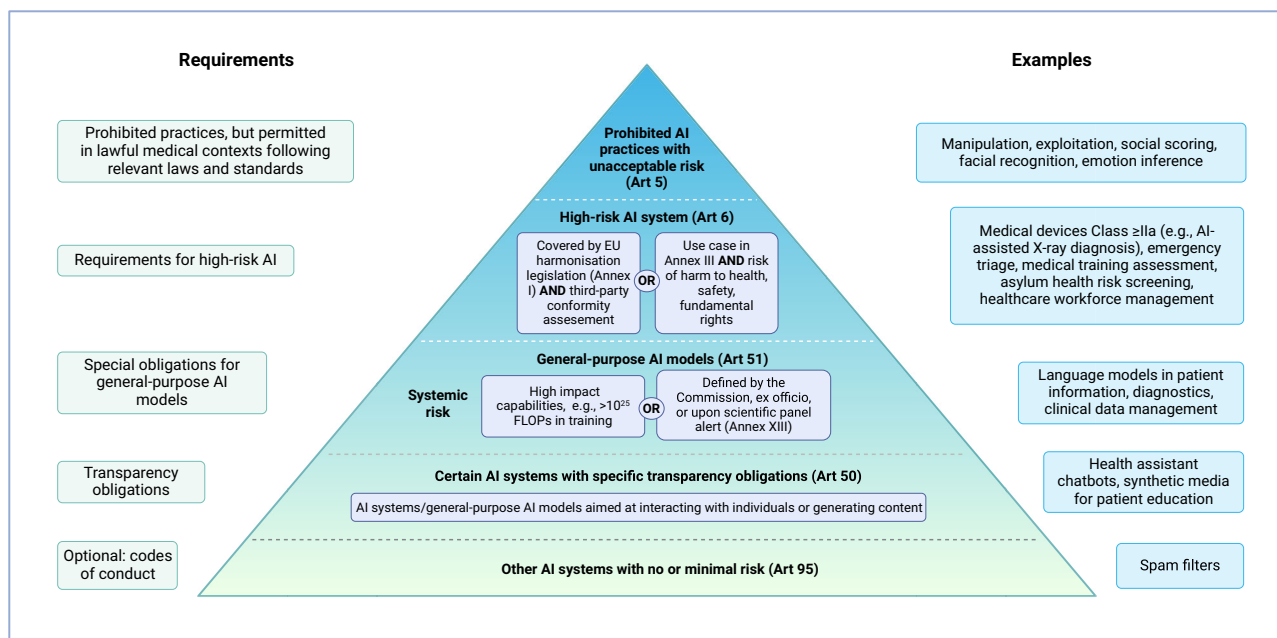 Requirements
Examples
Prohibited practices, but permitted
in lawful medical contexts following
relevant laws and standards
Prohibited AI
practices with
unacceptable risk
(Art 5)
Manipulation, exploitation, social scoring,
facial recognition, emotion inference
Requirements for high-risk AI
High-risk AI system (Art 6)
Covered by EU
harmonisation
legislation (Annex
I) AND third-party
conformity
assesement
OR
Use case in
Annex III AND risk
of harm to health,
safety,
fundamental
rights
Medical devices Class ≥IIa (e.g., AI-
assisted X-ray diagnosis), emergency
triage, medical training assessment,
asylum health risk screening,
healthcare workforce management
Special obligations for
general-purpose AI
models
General-purpose AI models (Art 51)
Systemic
risk
High impact
capabilities, e.g., >10²⁵
FLOPs in training
OR
Defined by the
Commission, ex officio,
or upon scientific panel
alert (Annex XIII)
Language models in patient
information, diagnostics,
clinical data management
Transparency
obligations
Certain AI systems with specific transparency obligations (Art 50)
AI systems/general-purpose AI models aimed at interacting with individuals or generating content
Health assistant
chatbots, synthetic media
for patient education
Optional: codes
of conduct
Other AI systems with no or minimal risk (Art 95)
Spam filters